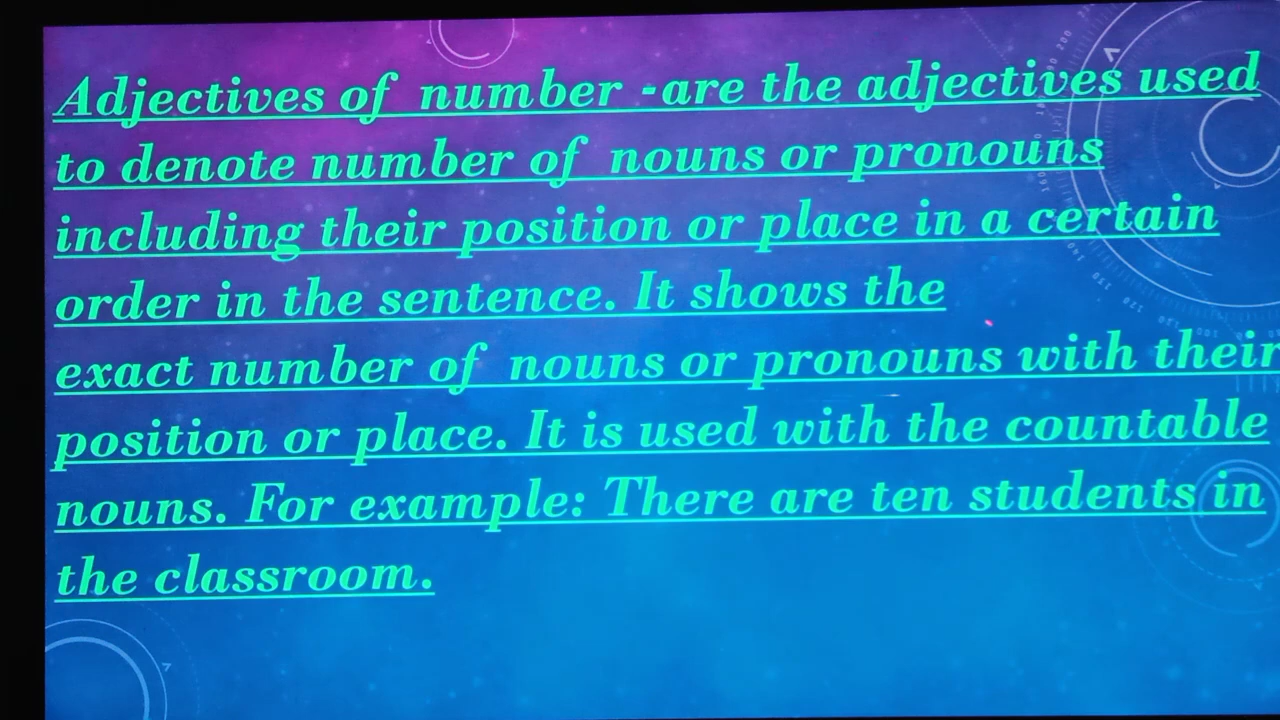 Adjectives of number -are the adjectives used
to denote number of nouns or pronouns
including their position or place in a certain
order in the sentence. It shows the
exact number of nouns or pronouns with their
position or place. It is used with the countable
nouns. For example: There are ten students in
the classroom.